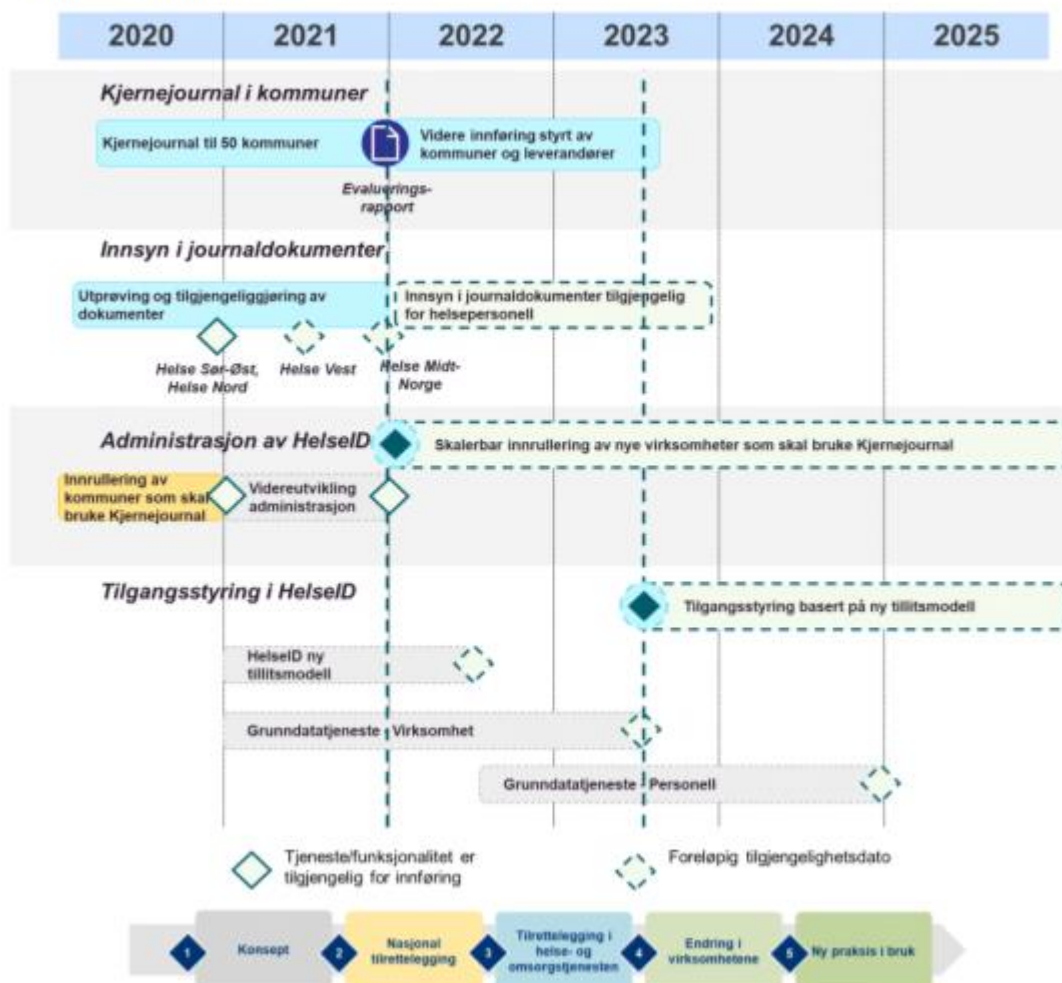 2020 2021 2022 2023 2024 2025
Kjernejournal i kommuner
Kjernejournal til 50 kommuner
Videre innføring styrt av
kommuner og leverandører
Evaluerings-
rapport
Innsyn i journaldokumenter
Utprøving og tilgjengeliggjøring av
dokumenter
Innsyn i journaldokumenter tilgjengelig
for helsepersonell
Helse Sør-Øst,
Helse Nord
Helse Vest
Helse Midt-
Norge
Administrasjon av HelseID
Skalerbar innrullering av nye virksomheter som skal bruke Kjernejournal
Innrullering av
kommuner som skal
bruke Kjernejournal
Videreutvikling
administrasjon
Tilgangsstyring i HelseID
Tilgangsstyring basert på ny tillitsmodell
HelseID ny
tillitsmodell
Grunndatatjeneste - Virksomhet
Grunndatatjeneste - Personell
Tjeneste/funksjonalitet er
tilgjengelig for innføring
Foreløpig tilgjengelighetsdato
1 Konsept
2 Nasjonal
tilrettelegging
3 Tilrettelegging i
helse- og
omsorgstjenesten
4 Endring i
virksomhetene
5 Ny praksis i bruk